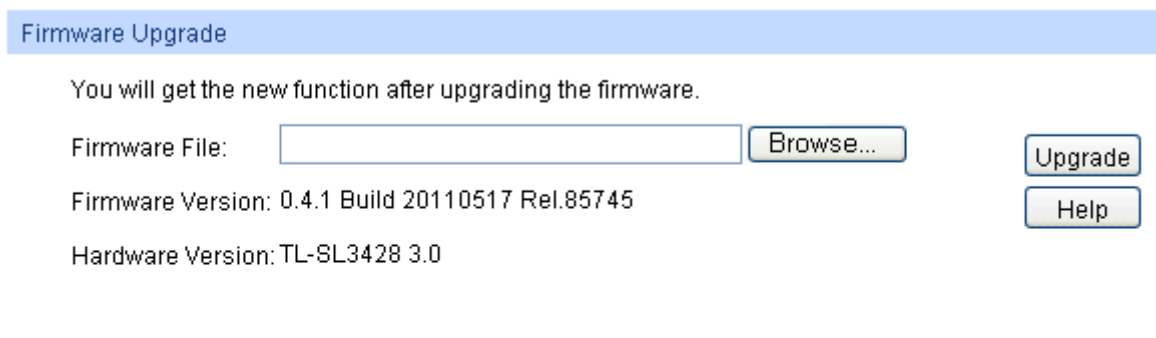 Firmware Upgrade
You will get the new function after upgrading the firmware.
Firmware File: Browse...
Upgrade
Firmware Version: 0.4.1 Build 20110517 Rel.85745
Help
Hardware Version: TL-SL3428 3.0